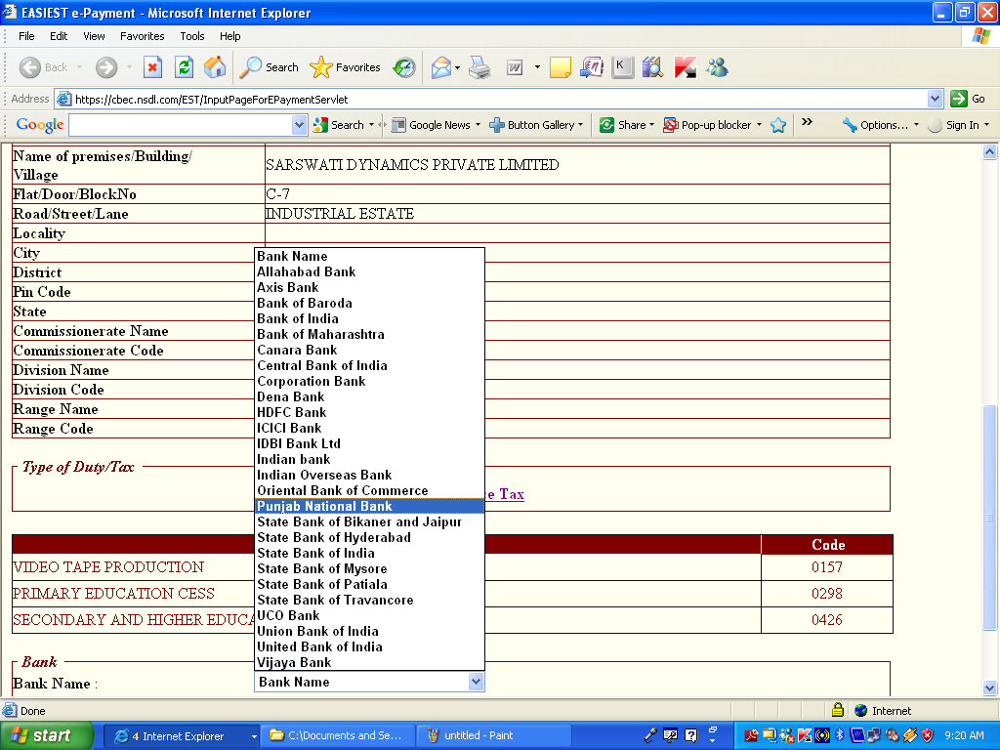 EASIEST e-Payment - Microsoft Internet Explorer
File Edit View Favorites Tools Help
Back Search Favorites
Address https://cbec.nsdl.com/EST/InputPageForEPaymentServlet Go
Google Search Google News Button Gallery Share Pop-up blocker » Options... Sign In
Name of premises/Building/
Village
SARSWATI DYNAMICS PRIVATE LIMITED
Flat/Door/BlockNo C-7
Road/Street/Lane INDUSTRIAL ESTATE
Locality
City
District
Pin Code
State
Commissionerate Name
Commissionerate Code
Division Name
Division Code
Range Name
Range Code
Bank Name
Allahabad Bank
Axis Bank
Bank of Baroda
Bank of India
Bank of Maharashtra
Canara Bank
Central Bank of India
Corporation Bank
Dena Bank
HDFC Bank
ICICI Bank
IDBI Bank Ltd
Indian bank
Indian Overseas Bank
Oriental Bank of Commerce
Punjab National Bank
State Bank of Bikaner and Jaipur
State Bank of Hyderabad
State Bank of India
State Bank of Mysore
State Bank of Patiala
State Bank of Travancore
UCO Bank
Union Bank of India
United Bank of India
Vijaya Bank
Type of Duty/Tax
e Tax
Code
VIDEO TAPE PRODUCTION 0157
PRIMARY EDUCATION CESS 0298
SECONDARY AND HIGHER EDUCA 0426
Bank
Bank Name : Bank Name
Done Internet
start 4 Internet Explorer C:\Documents and Se... untitled - Paint 9:20 AM